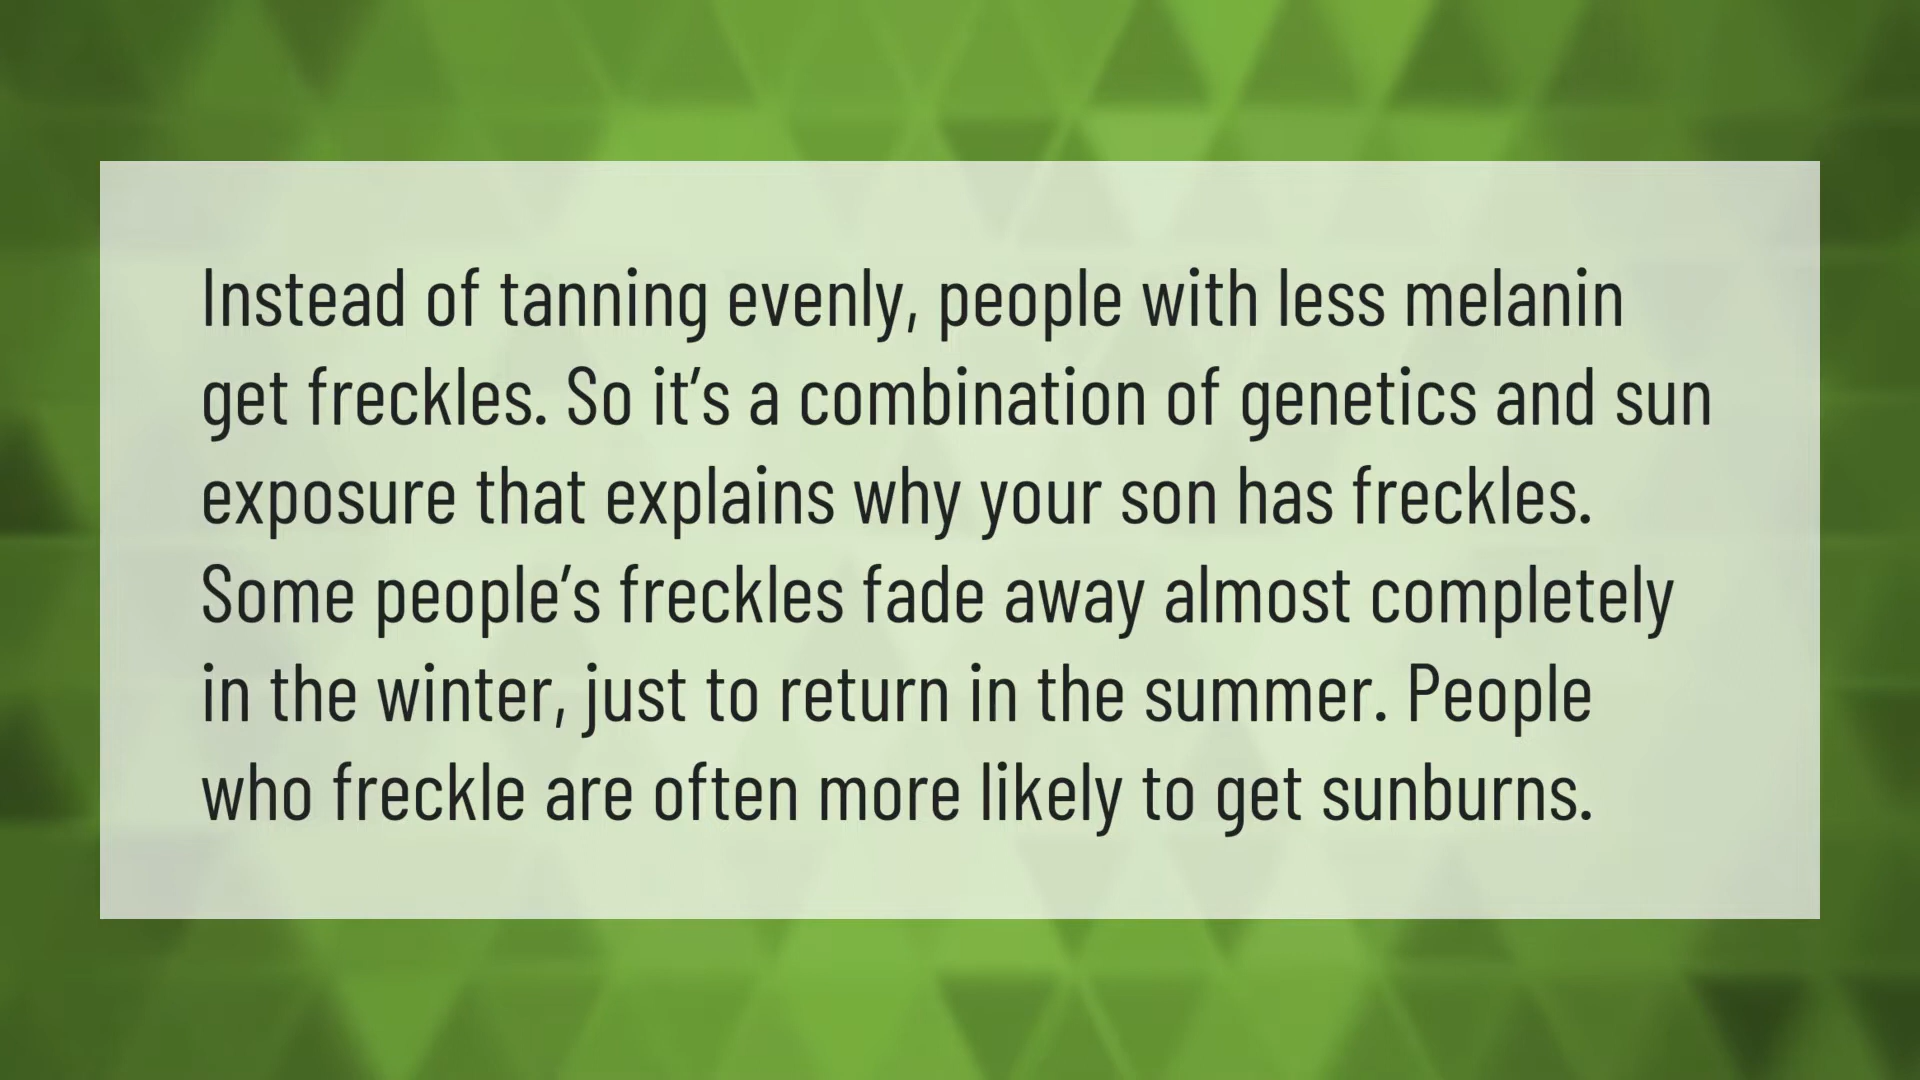 Instead of tanning evenly, people with less melanin
get freckles. So it’s a combination of genetics and sun
exposure that explains why your son has freckles.
Some people’s freckles fade away almost completely
in the winter, just to return in the summer. People
who freckle are often more likely to get sunburns.